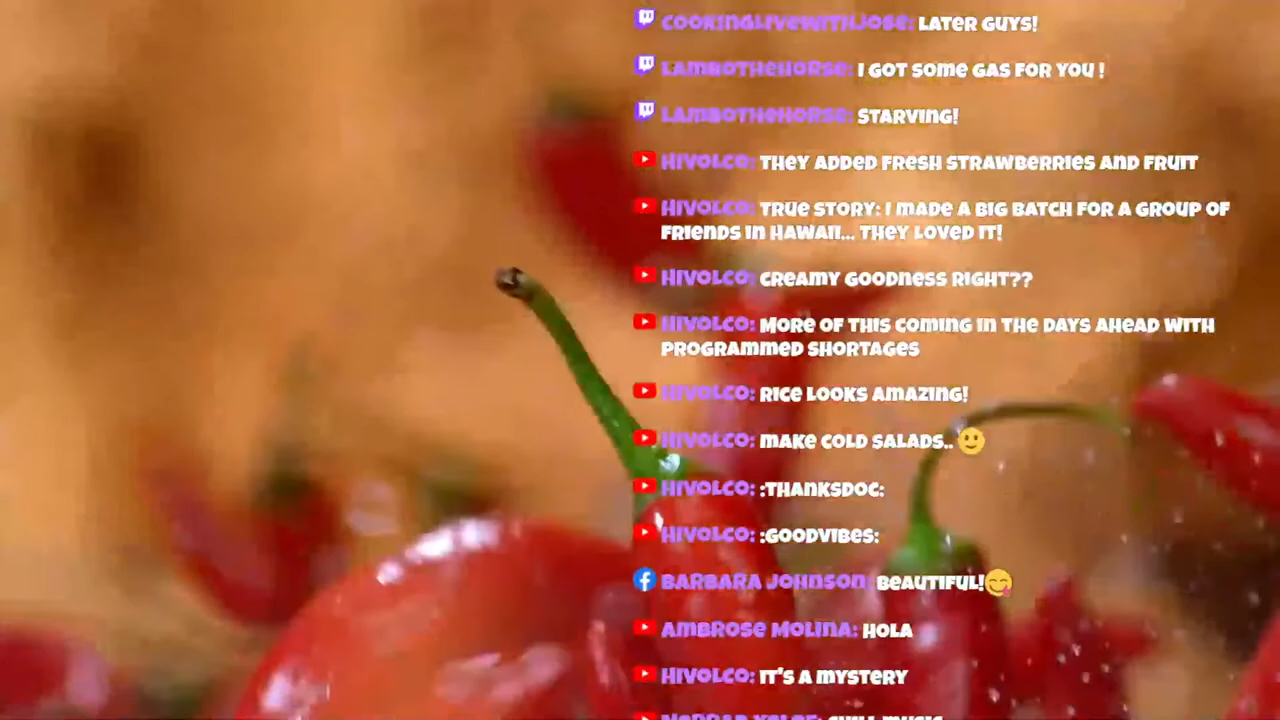 COOKINGLIVEWITHJOSE: LATER GUYS!
LAMBOTHEHORSE: I GOT SOME GAS FOR YOU !
LAMBOTHEHORSE: STARVING!
HIVOLCO: THEY ADDED FRESH STRAWBERRIES AND FRUIT
HIVOLCO: TRUE STORY: I MADE A BIG BATCH FOR A GROUP OF
FRIENDS IN HAWAII... THEY LOVED IT!
HIVOLCO: CREAMY GOODNESS RIGHT??
HIVOLCO: MORE OF THIS COMING IN THE DAYS AHEAD WITH
PROGRAMMED SHORTAGES
HIVOLCO: RICE LOOKS AMAZING!
HIVOLCO: MAKE COLD SALADS.. 🙂
HIVOLCO: :THANKSDOC:
HIVOLCO: :GOODVIBES:
BARBARA JOHNSON: BEAUTIFUL!😋
AMBROSE MOLINA: HOLA
HIVOLCO: IT'S A MYSTERY